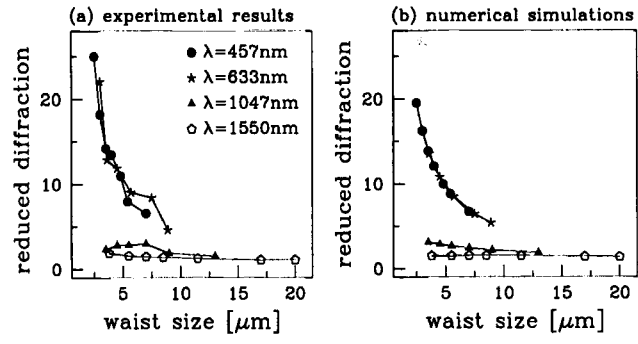 (a) experimental results
reduced diffraction
20
10
0
5
10
15
20
waist size [μm]
λ=457nm
λ=633nm
λ=1047nm
λ=1550nm
(b) numerical simulations
reduced diffraction
20
10
0
5
10
15
20
waist size [μm]